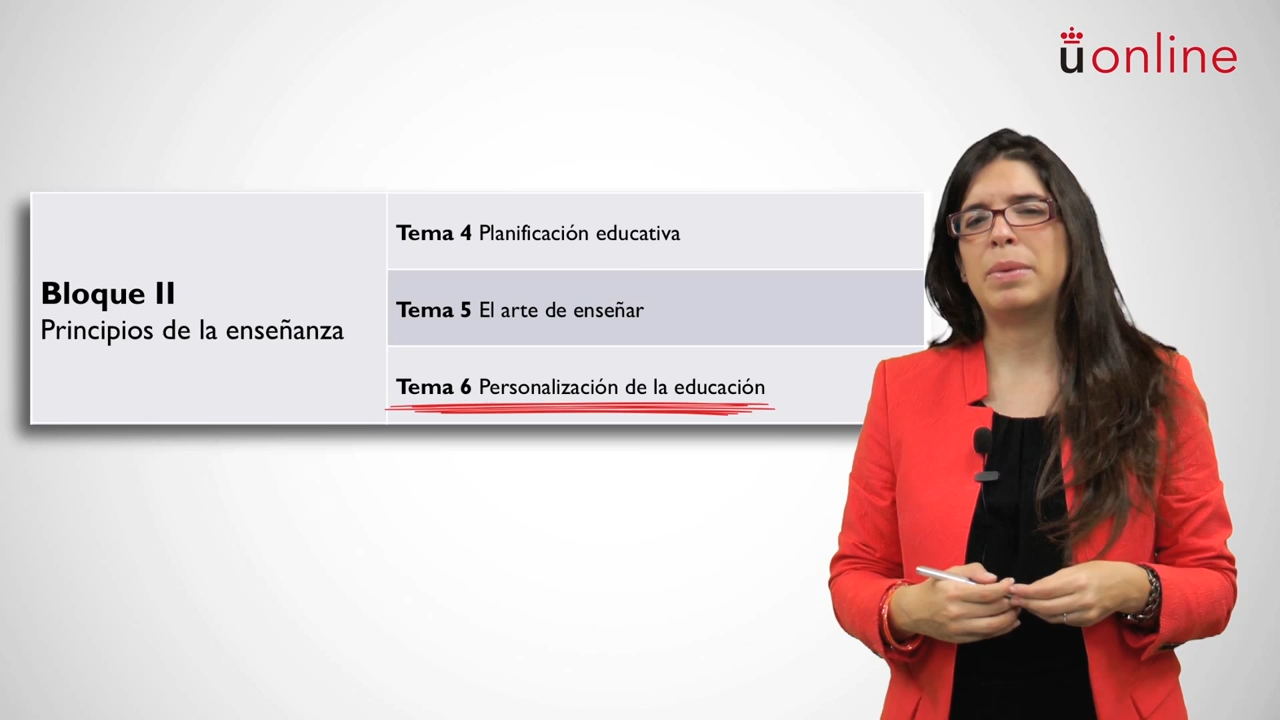 uonline
Bloque II
Principios de la enseñanza
Tema 4 Planificación educativa
Tema 5 El arte de enseñar
Tema 6 Personalización de la educación